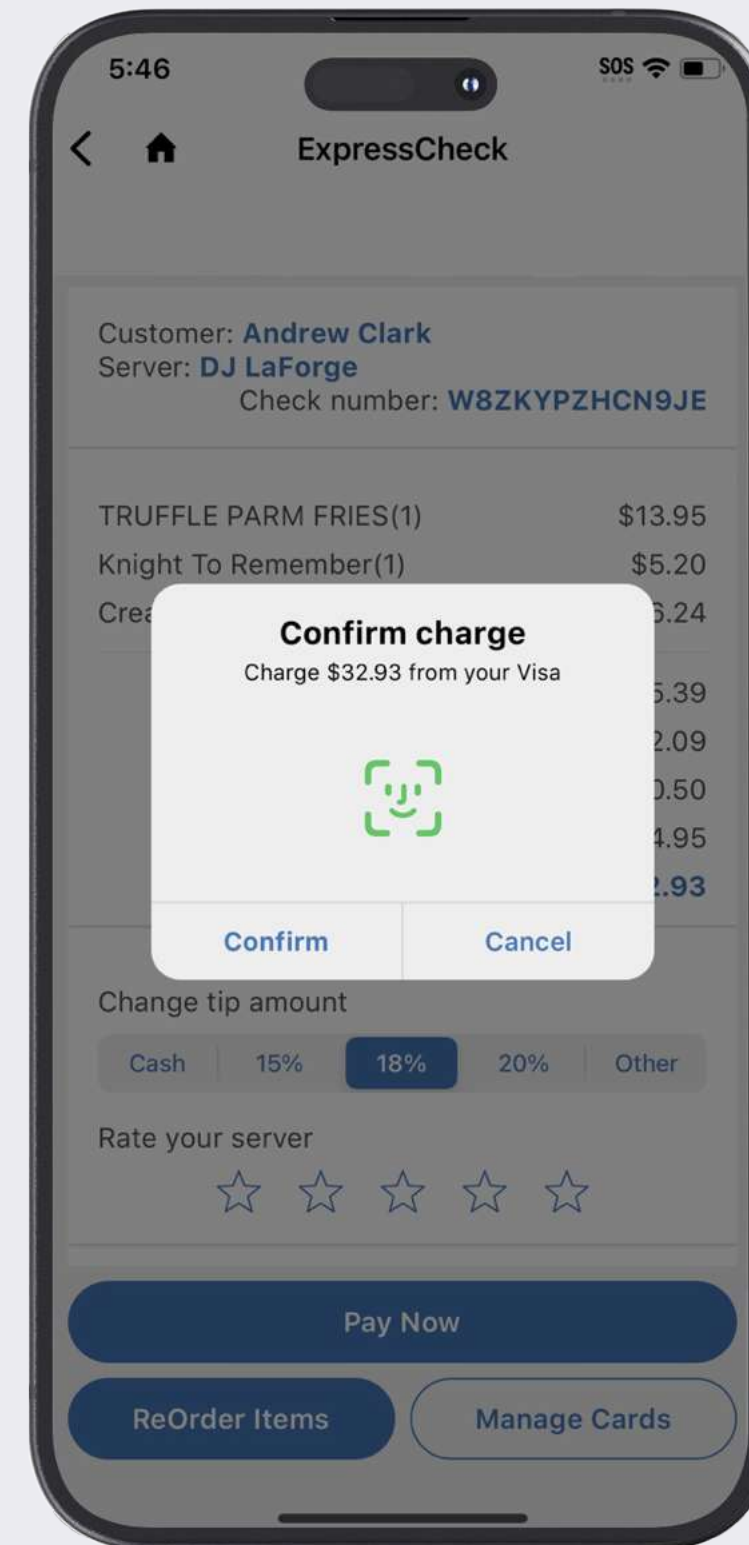 5:46 SOS
ExpressCheck
Customer: Andrew Clark
Server: DJ LaForge
Check number: W8ZKYPZHCN9JE
TRUFFLE PARM FRIES(1) $13.95
Knight To Remember(1) $5.20
Confirm charge
Charge $32.93 from your Visa
Confirm Cancel
Change tip amount
Cash 15% 18% 20% Other
Rate your server
Pay Now
ReOrder Items Manage Cards